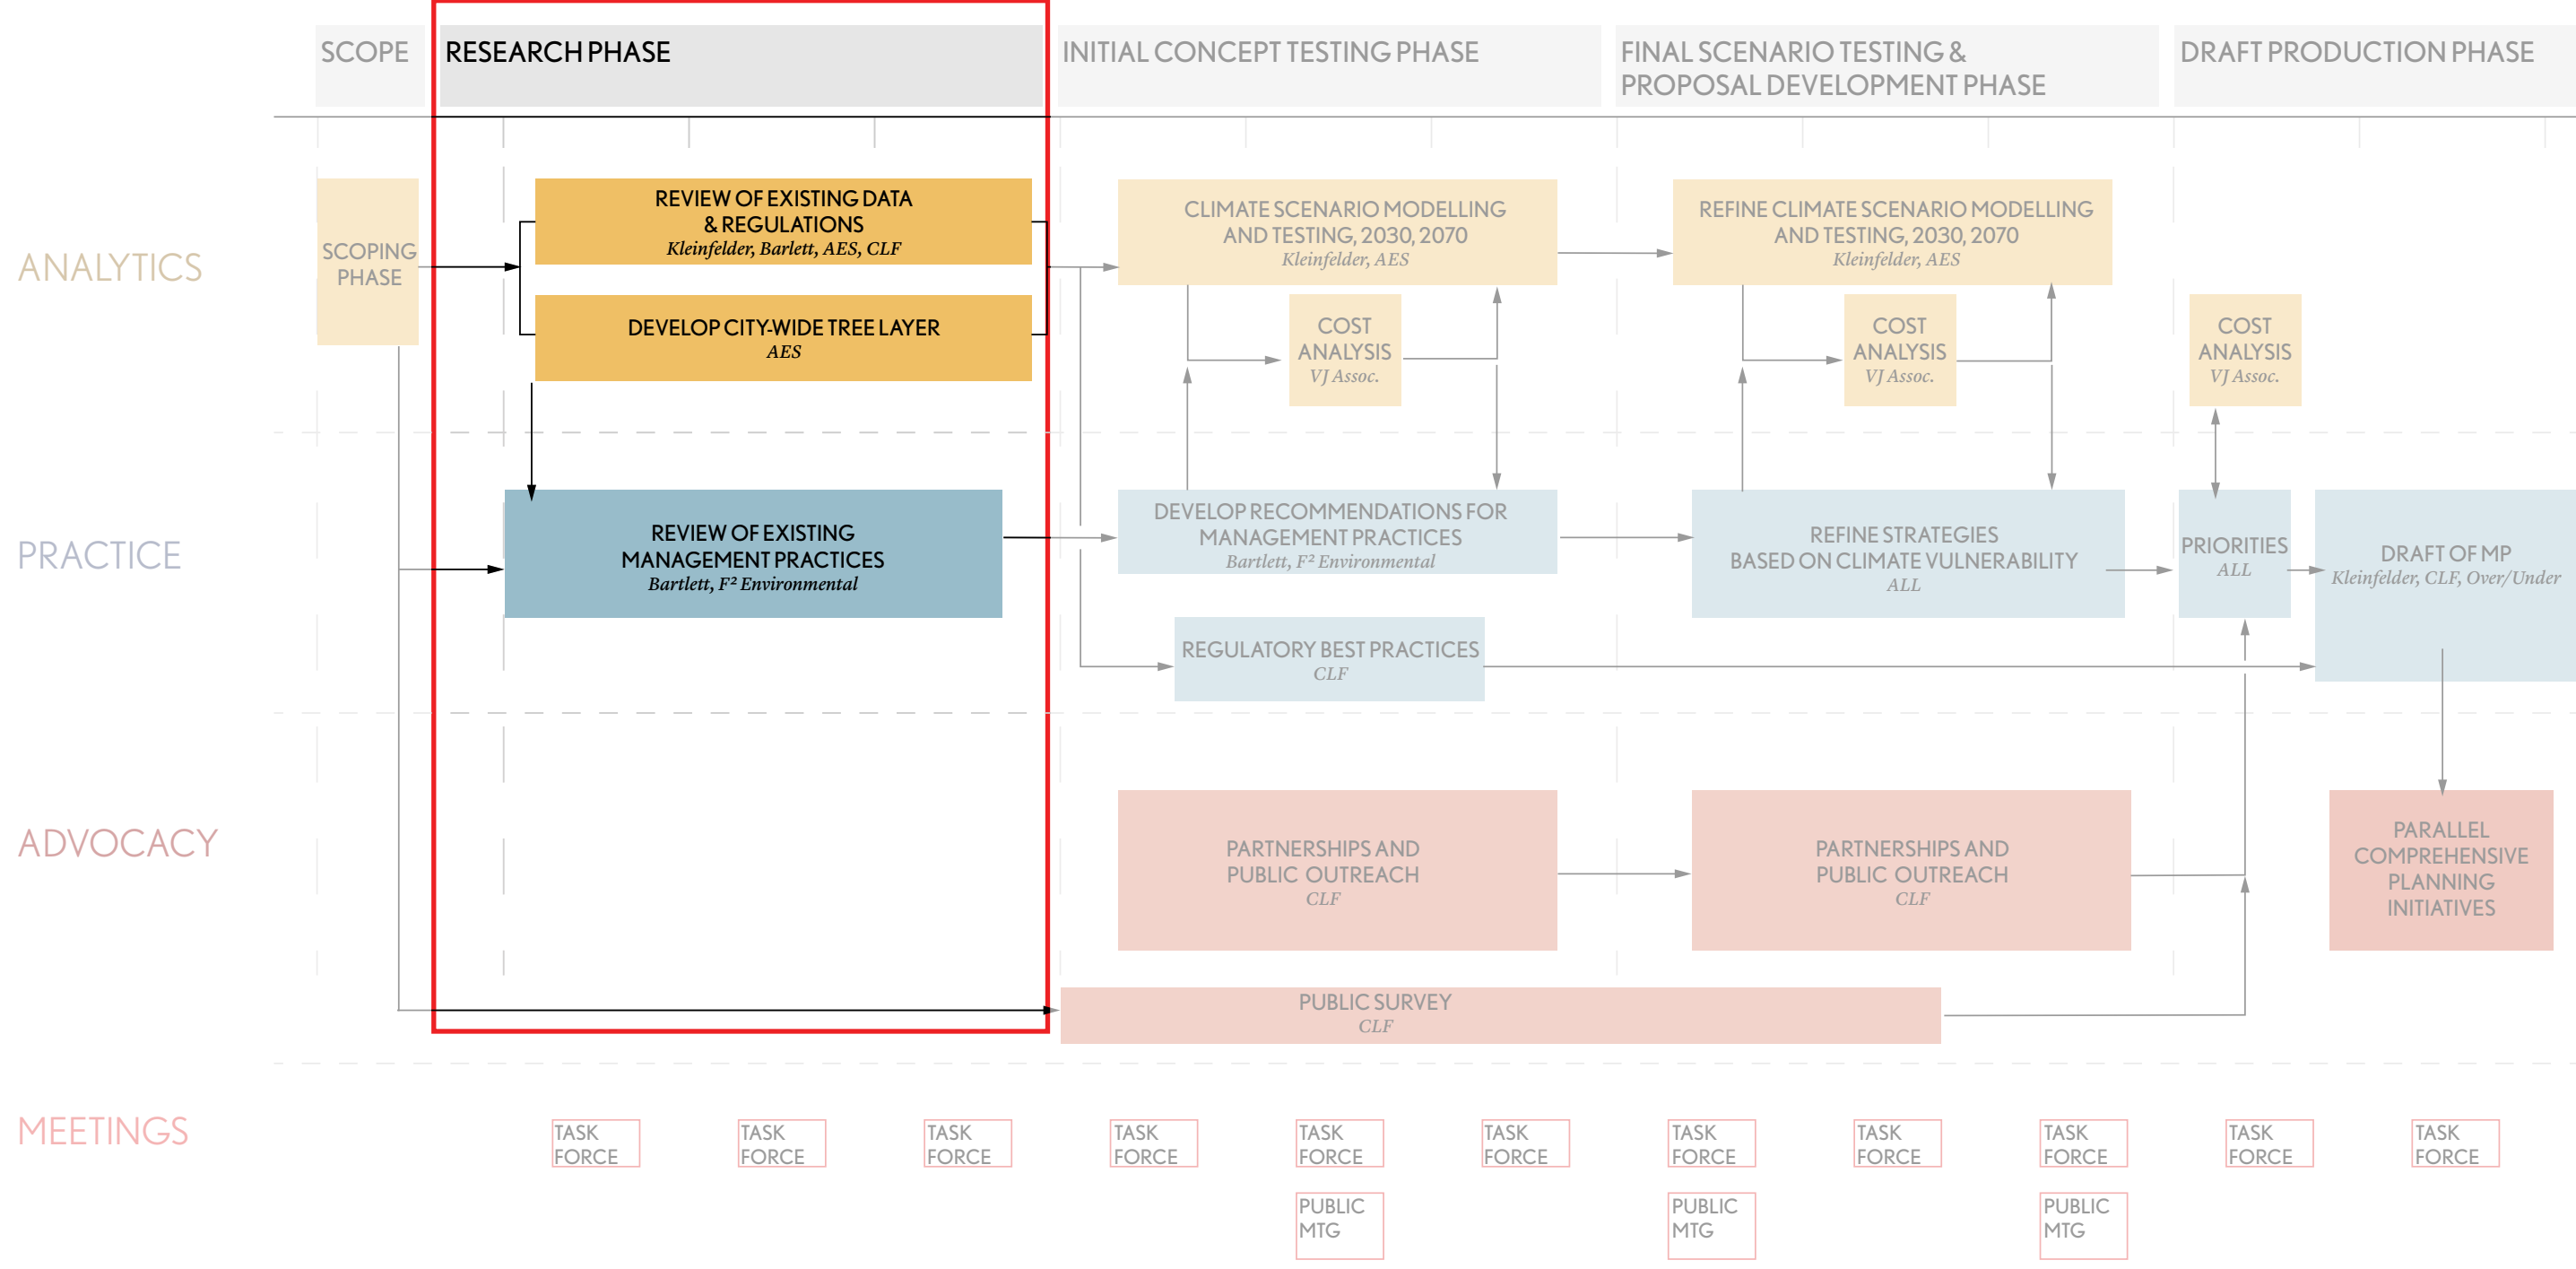 SCOPE
RESEARCH PHASE
INITIAL CONCEPT TESTING PHASE
FINAL SCENARIO TESTING &
PROPOSAL DEVELOPMENT PHASE
DRAFT PRODUCTION PHASE
ANALYTICS
SCOPING
PHASE
REVIEW OF EXISTING DATA
& REGULATIONS
Kleinfelder, Barlett, AES, CLF
DEVELOP CITY-WIDE TREE LAYER
AES
CLIMATE SCENARIO MODELLING
AND TESTING, 2030, 2070
Kleinfelder, AES
COST
ANALYSIS
VJ Assoc.
REFINE CLIMATE SCENARIO MODELLING
AND TESTING, 2030, 2070
Kleinfelder, AES
COST
ANALYSIS
VJ Assoc.
COST
ANALYSIS
VJ Assoc.
PRACTICE
REVIEW OF EXISTING
MANAGEMENT PRACTICES
Bartlett, F² Environmental
DEVELOP RECOMMENDATIONS FOR
MANAGEMENT PRACTICES
Bartlett, F² Environmental
REGULATORY BEST PRACTICES
CLF
REFINE STRATEGIES
BASED ON CLIMATE VULNERABILITY
ALL
PRIORITIES
ALL
DRAFT OF MP
Kleinfelder, CLF, Over/Under
ADVOCACY
PARTNERSHIPS AND
PUBLIC OUTREACH
CLF
PARTNERSHIPS AND
PUBLIC OUTREACH
CLF
PARALLEL
COMPREHENSIVE
PLANNING
INITIATIVES
PUBLIC SURVEY
CLF
MEETINGS
TASK
FORCE
TASK
FORCE
TASK
FORCE
TASK
FORCE
TASK
FORCE
TASK
FORCE
TASK
FORCE
TASK
FORCE
TASK
FORCE
TASK
FORCE
TASK
FORCE
PUBLIC
MTG
PUBLIC
MTG
PUBLIC
MTG